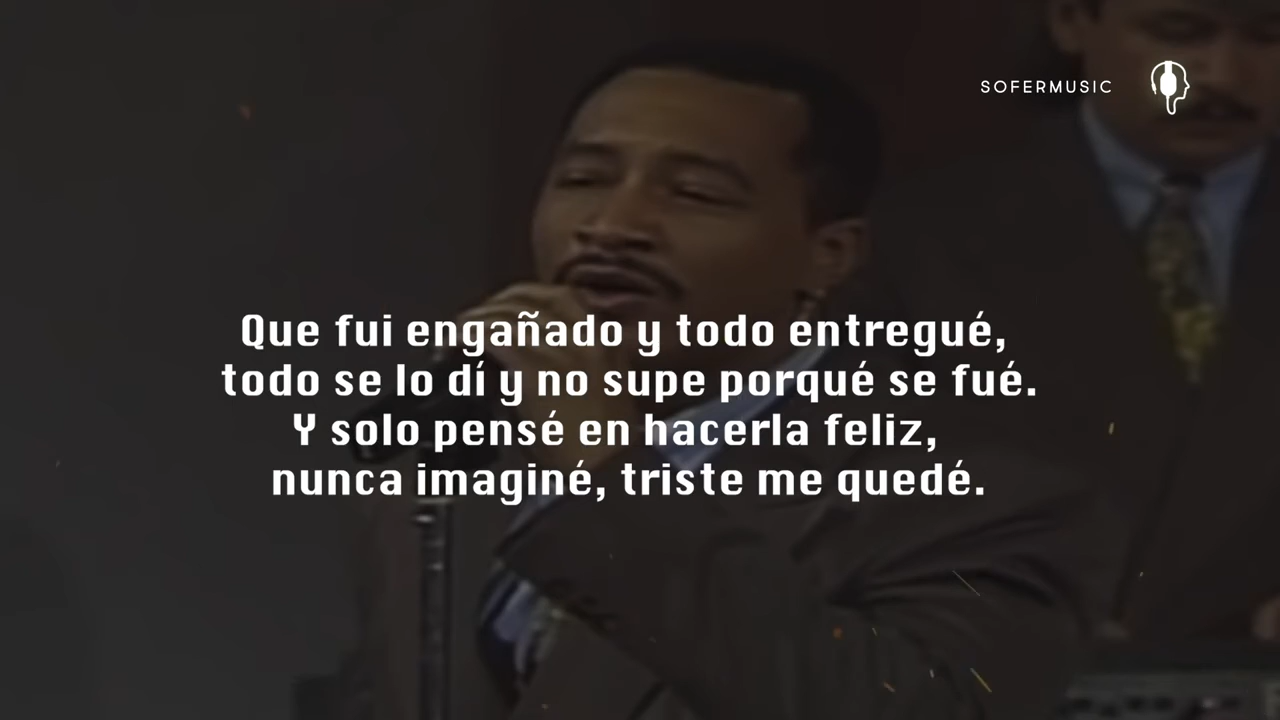 SOFERMUSIC
Que fui engañado y todo entregué,
todo se lo dí y no supe porqué se fué.
Y solo pensé en hacerla feliz,
nunca imaginé, triste me quedé.